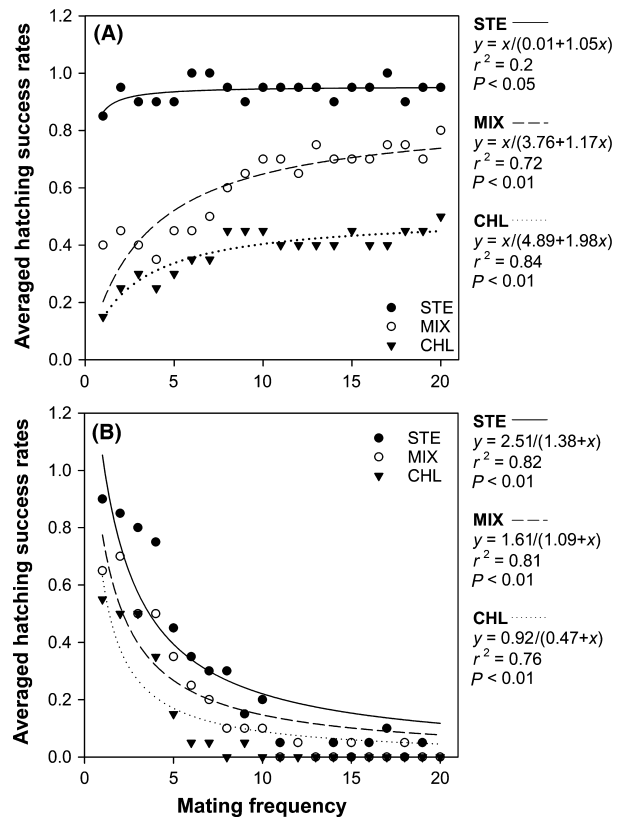 (A)
Averaged hatching success rates
1.2
1.0
0.8
0.6
0.4
0.2
0.0
STE
MIX
CHL
0 5 10 15 20
STE
y = x/(0.01+1.05x)
r² = 0.2
P < 0.05
MIX
y = x/(3.76+1.17x)
r² = 0.72
P < 0.01
CHL
y = x/(4.89+1.98x)
r² = 0.84
P < 0.01
(B)
Averaged hatching success rates
1.2
1.0
0.8
0.6
0.4
0.2
0.0
STE
MIX
CHL
0 5 10 15 20
Mating frequency
STE
y = 2.51/(1.38+x)
r² = 0.82
P < 0.01
MIX
y = 1.61/(1.09+x)
r² = 0.81
P < 0.01
CHL
y = 0.92/(0.47+x)
r² = 0.76
P < 0.01